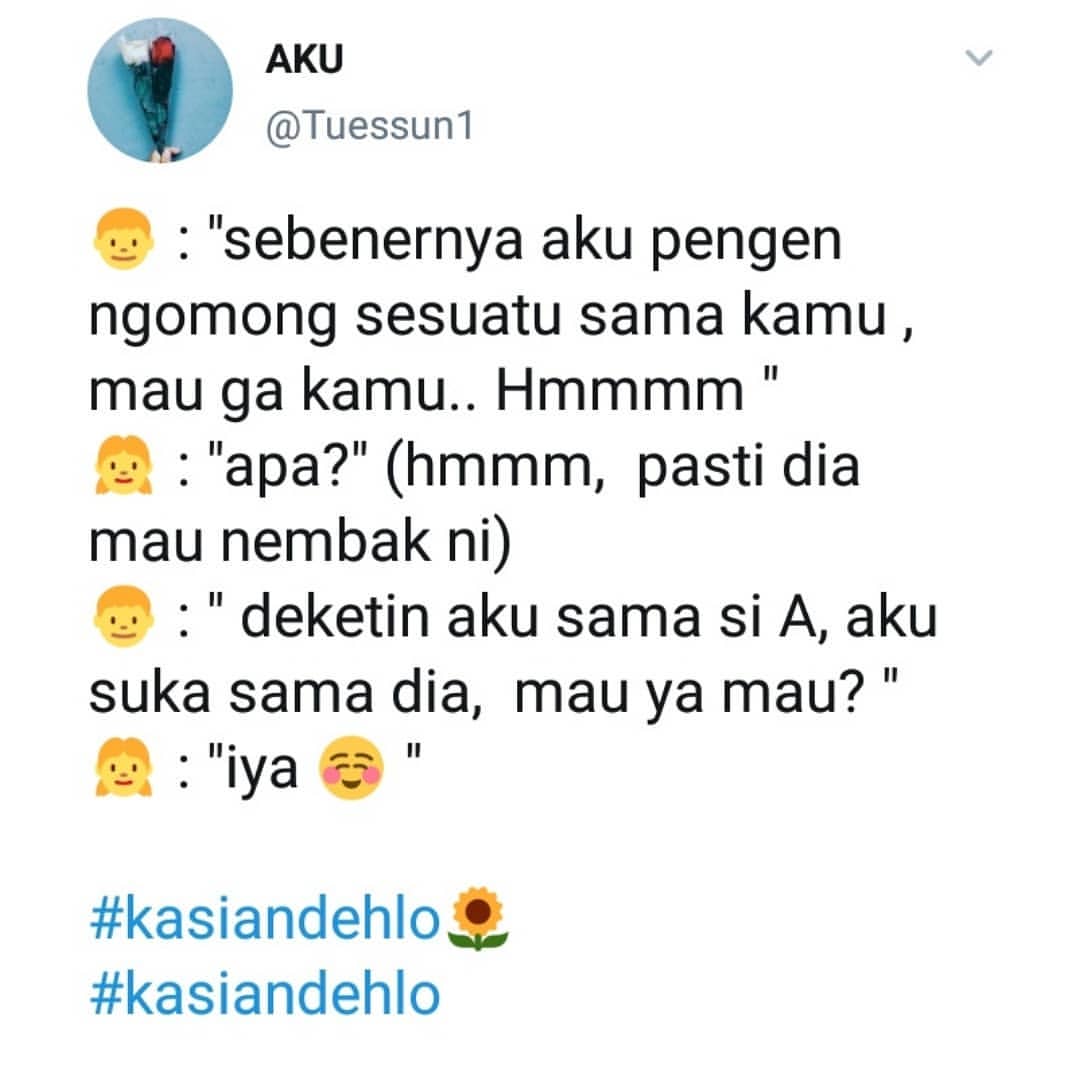 AKU
@Tuessun1
👦 : "sebenernya aku pengen
ngomong sesuatu sama kamu ,
mau ga kamu.. Hmmmm "
👧 : "apa?" (hmmm,  pasti dia
mau nembak ni)
👦 : " deketin aku sama si A, aku
suka sama dia,  mau ya mau? "
👧 : "iya ☺️ "
#kasiandehlo🌻
#kasiandehlo